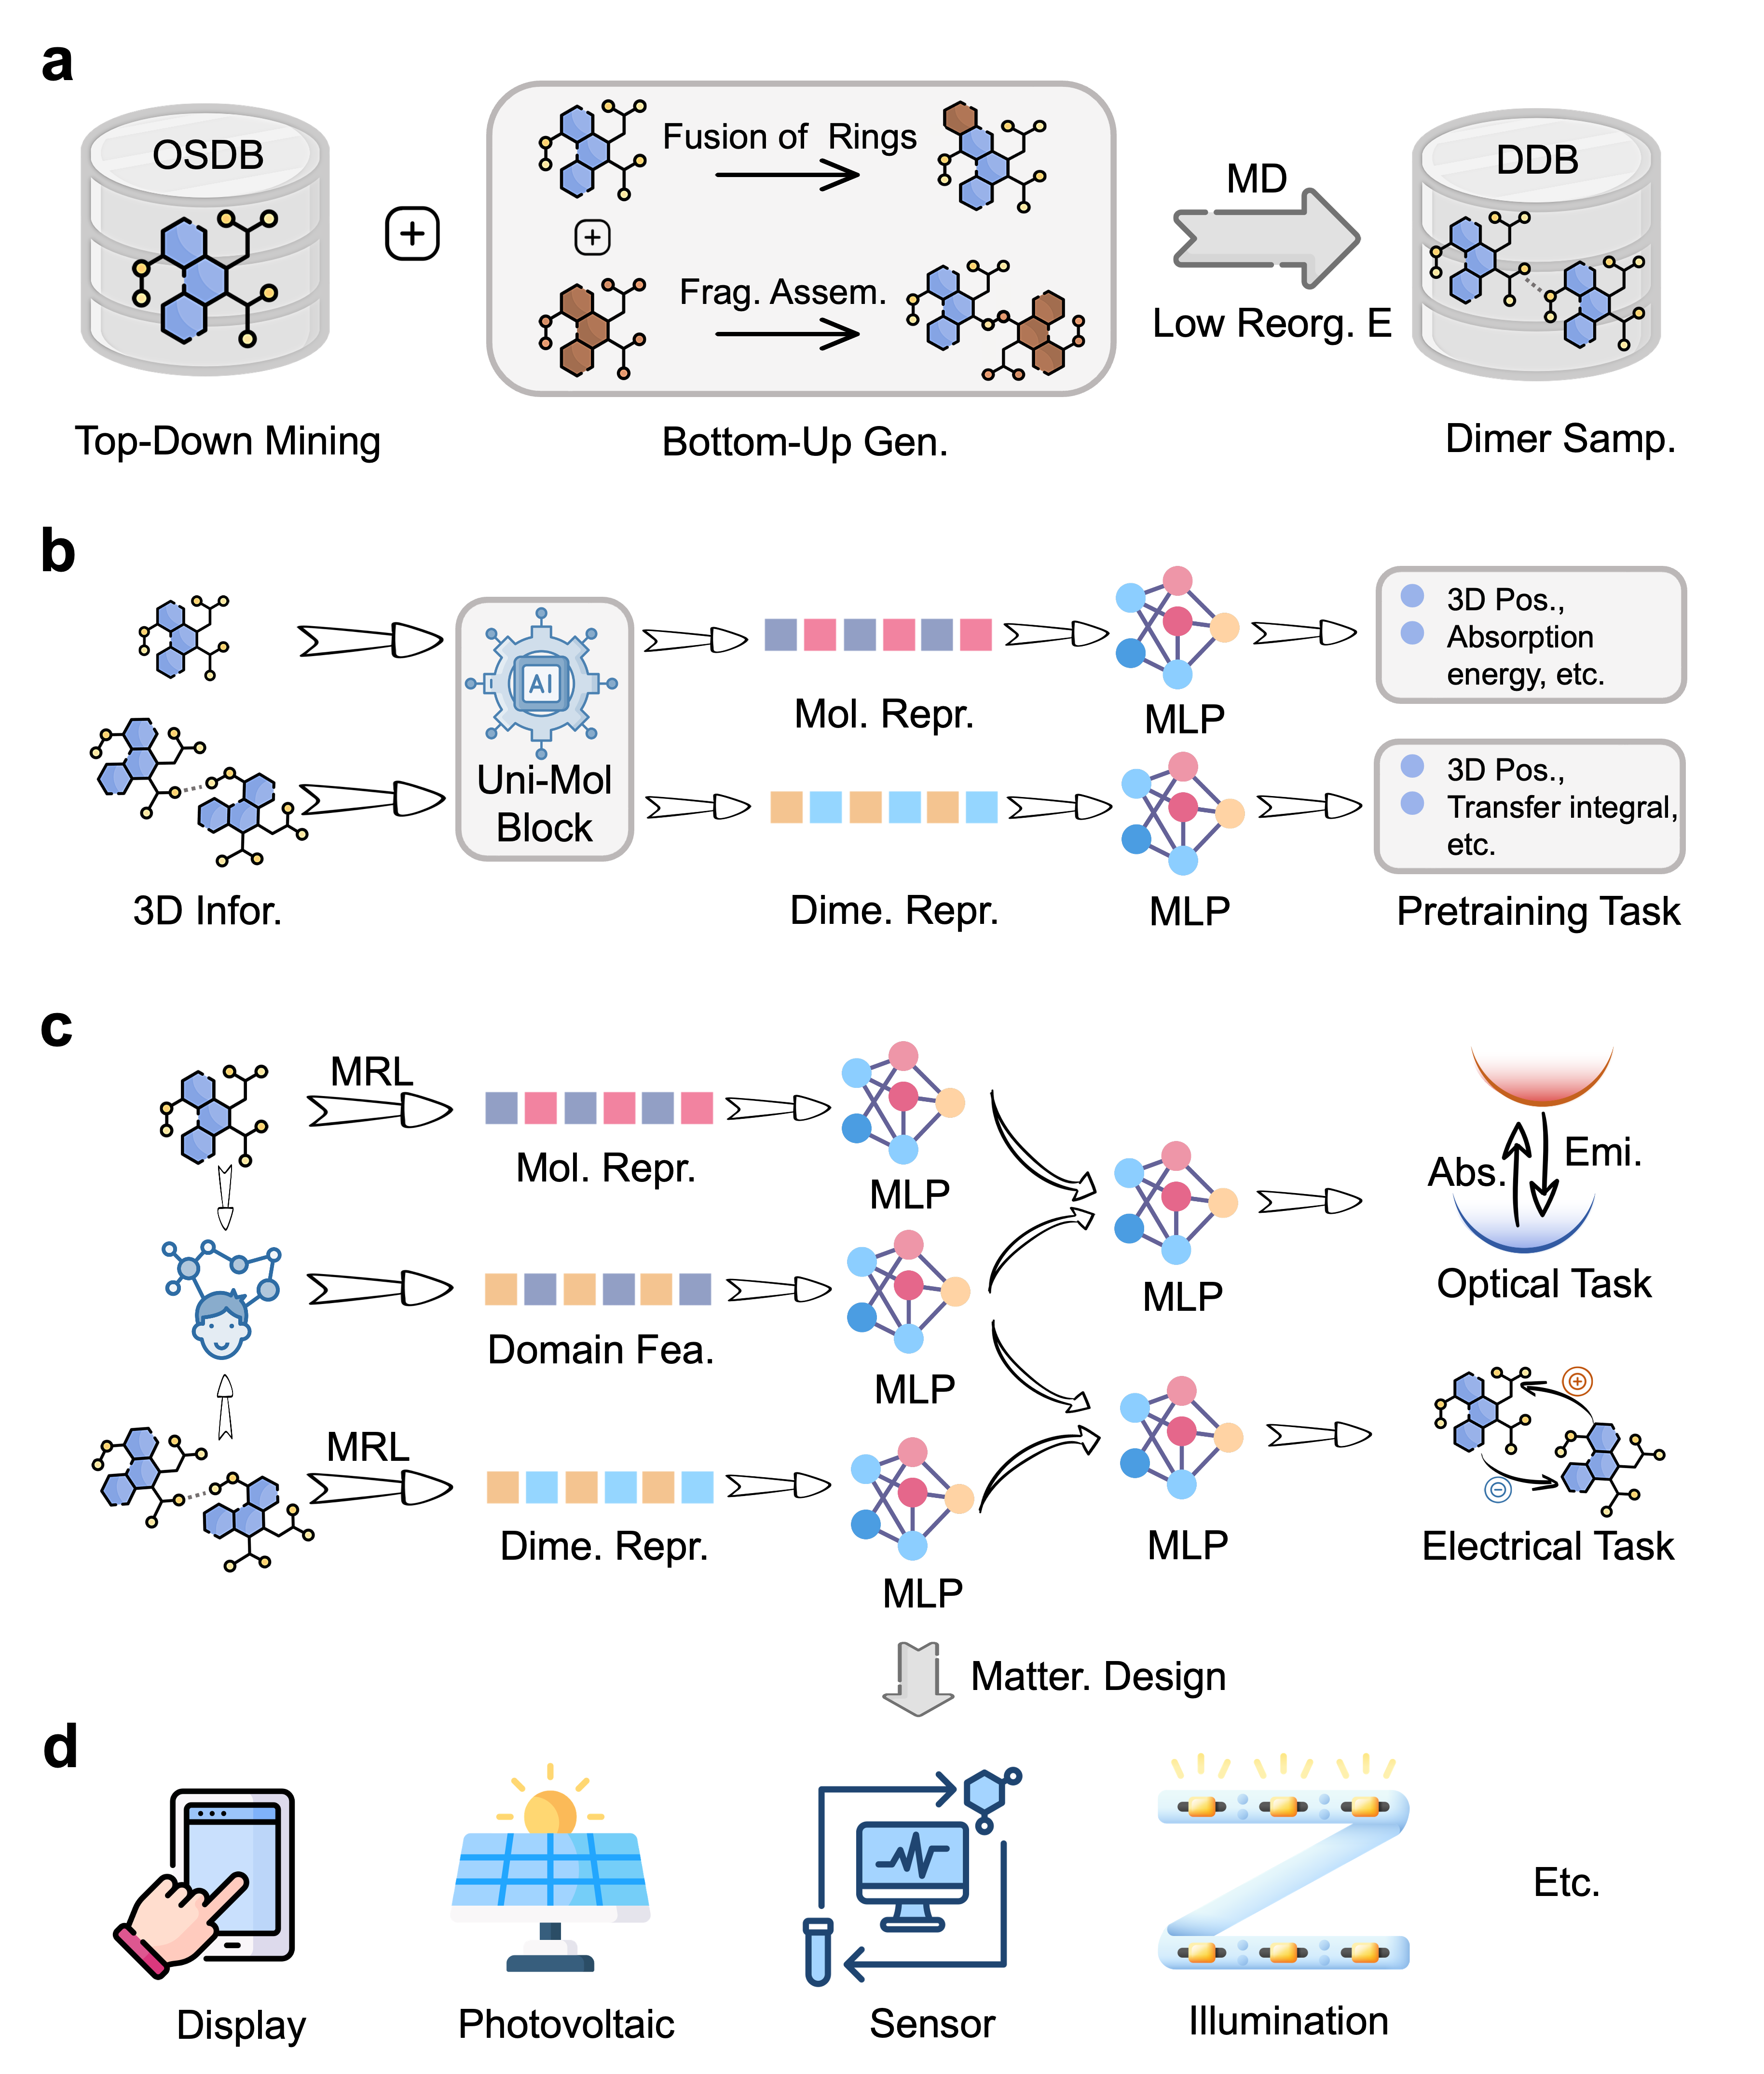 a
OSDB
Fusion of Rings
Frag. Assem.
MD
Low Reorg. E
DDB
Top-Down Mining
Bottom-Up Gen.
Dimer Samp.
b
AI
Uni-Mol
Block
Mol. Repr.
MLP
3D Pos.,
Absorption
energy, etc.
3D Infor.
Dime. Repr.
MLP
3D Pos.,
Transfer integral,
etc.
Pretraining Task
c
MRL
Mol. Repr.
MLP
Domain Fea.
MLP
MRL
Dime. Repr.
MLP
MLP
Abs.
Emi.
Optical Task
MLP
Electrical Task
Matter. Design
d
Display
Photovoltaic
Sensor
Illumination
Etc.